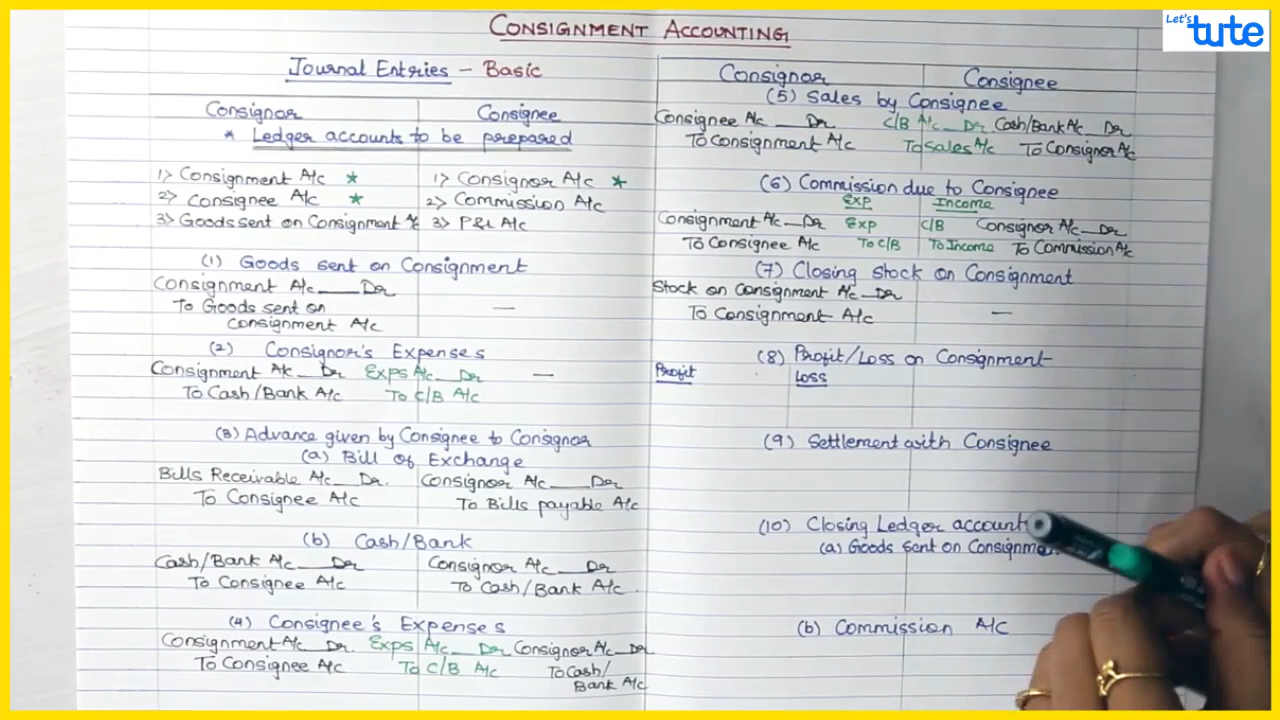 CONSIGNMENT ACCOUNTING
Let's tute
Journal Entries - Basic
Consignor Consignee
* Ledger accounts to be prepared
1> Consignment A/c * 1> Consignor A/c *
2> Consignee A/c * 2> Commission A/c
3> Goods sent on Consignment A/c 3> P&L A/c
(1) Goods sent on Consignment
Consignment A/c ___ Dr
To Goods sent on —
consignment A/c
(2) Consignor's Expenses
Consignment A/c _ Dr Exps A/c _ Dr —
To Cash/Bank A/c To C/B A/c
(3) Advance given by Consignee to Consignor
(a) Bill of Exchange
Bills Receivable A/c _ Dr. Consignor A/c ___ Dr
To Consignee A/c To Bills payable A/c
(b) Cash/Bank
Cash/Bank A/c __ Dr Consignor A/c __ Dr
To Consignee A/c To Cash/Bank A/c.
(4) Consignee's Expenses
Consignment A/c _ Dr. Exps A/c _ Dr Consignor A/c _ Dr
To Consignee A/c To C/B A/c To Cash/
Bank A/c
Consignor Consignee
(5) Sales by Consignee
Consignee A/c __ Dr C/B A/c _ Dr Cash/Bank A/c _ Dr
To Consignment A/c To Sales A/c To Consignor A/c
(6) Commission due to Consignee
Exp Income
Consignment A/c _ Dr Exp C/B Consignor A/c _ Dr
To Consignee A/c To C/B To Income To Commission A/c
(7) Closing Stock on Consignment
Stock on Consignment A/c _ Dr
To Consignment A/c —
(8) Profit/Loss on Consignment
Profit Loss
(9) Settlement with Consignee
(10) Closing Ledger account
(a) Goods sent on Consignme
(b) Commission A/C